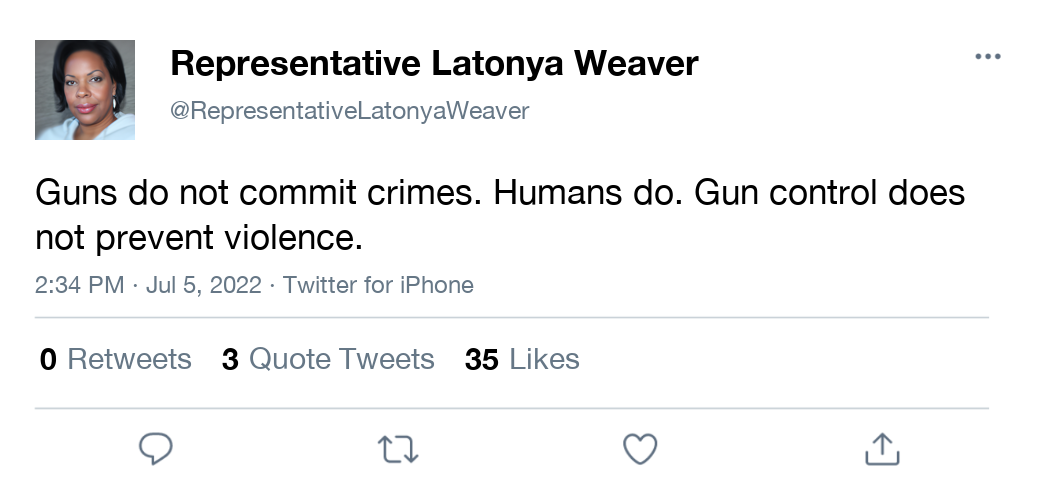 Representative Latonya Weaver
@RepresentativeLatonyaWeaver
Guns do not commit crimes. Humans do. Gun control does
not prevent violence.
2:34 PM · Jul 5, 2022 · Twitter for iPhone
0 Retweets 3 Quote Tweets 35 Likes